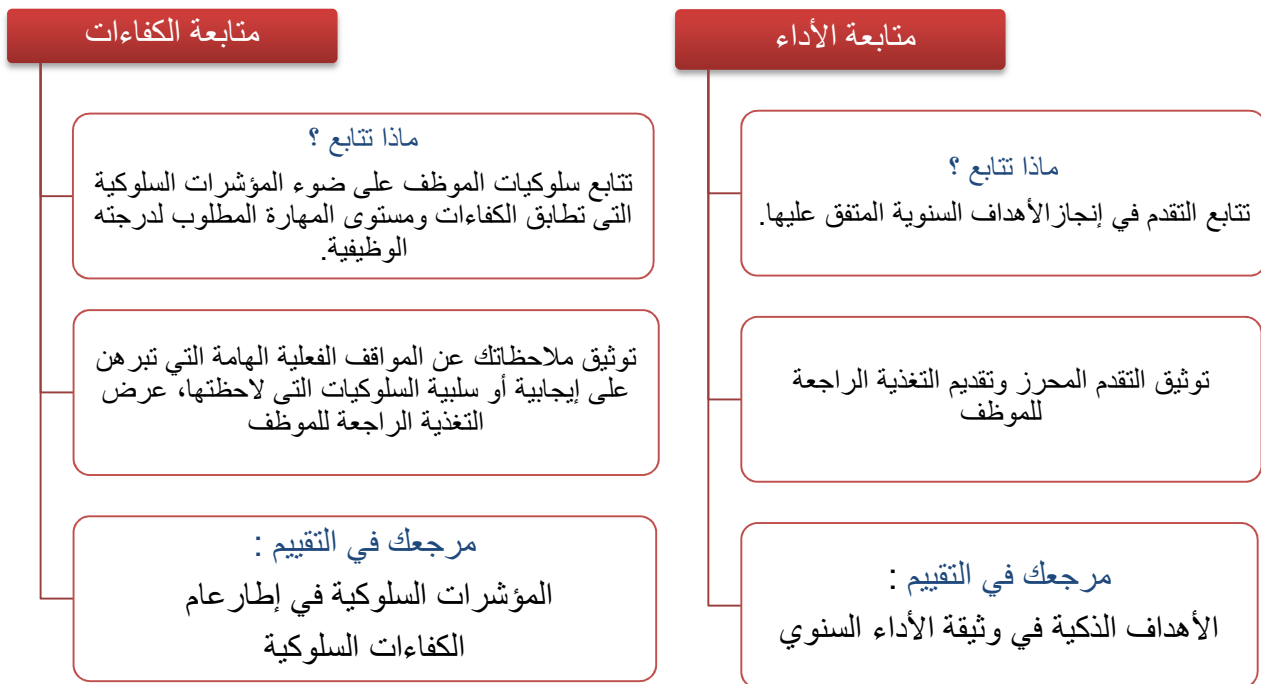 متابعة الأداء
ماذا تتابع ؟
تتابع التقدم في إنجازالأهداف السنوية المتفق عليها.
توثيق التقدم المحرز وتقديم التغذية الراجعة
للموظف
مرجعك في التقييم :
الأهداف الذكية في وثيقة الأداء السنوي
متابعة الكفاءات
ماذا تتابع ؟
تتابع سلوكيات الموظف على ضوء المؤشرات السلوكية
التى تطابق الكفاءات ومستوى المهارة المطلوب لدرجته
الوظيفية.
توثيق ملاحظاتك عن المواقف الفعلية الهامة التي تبرهن
على إيجابية أو سلبية السلوكيات التى لاحظتها، عرض
التغذية الراجعة للموظف
مرجعك في التقييم :
المؤشرات السلوكية في إطارعام
الكفاءات السلوكية